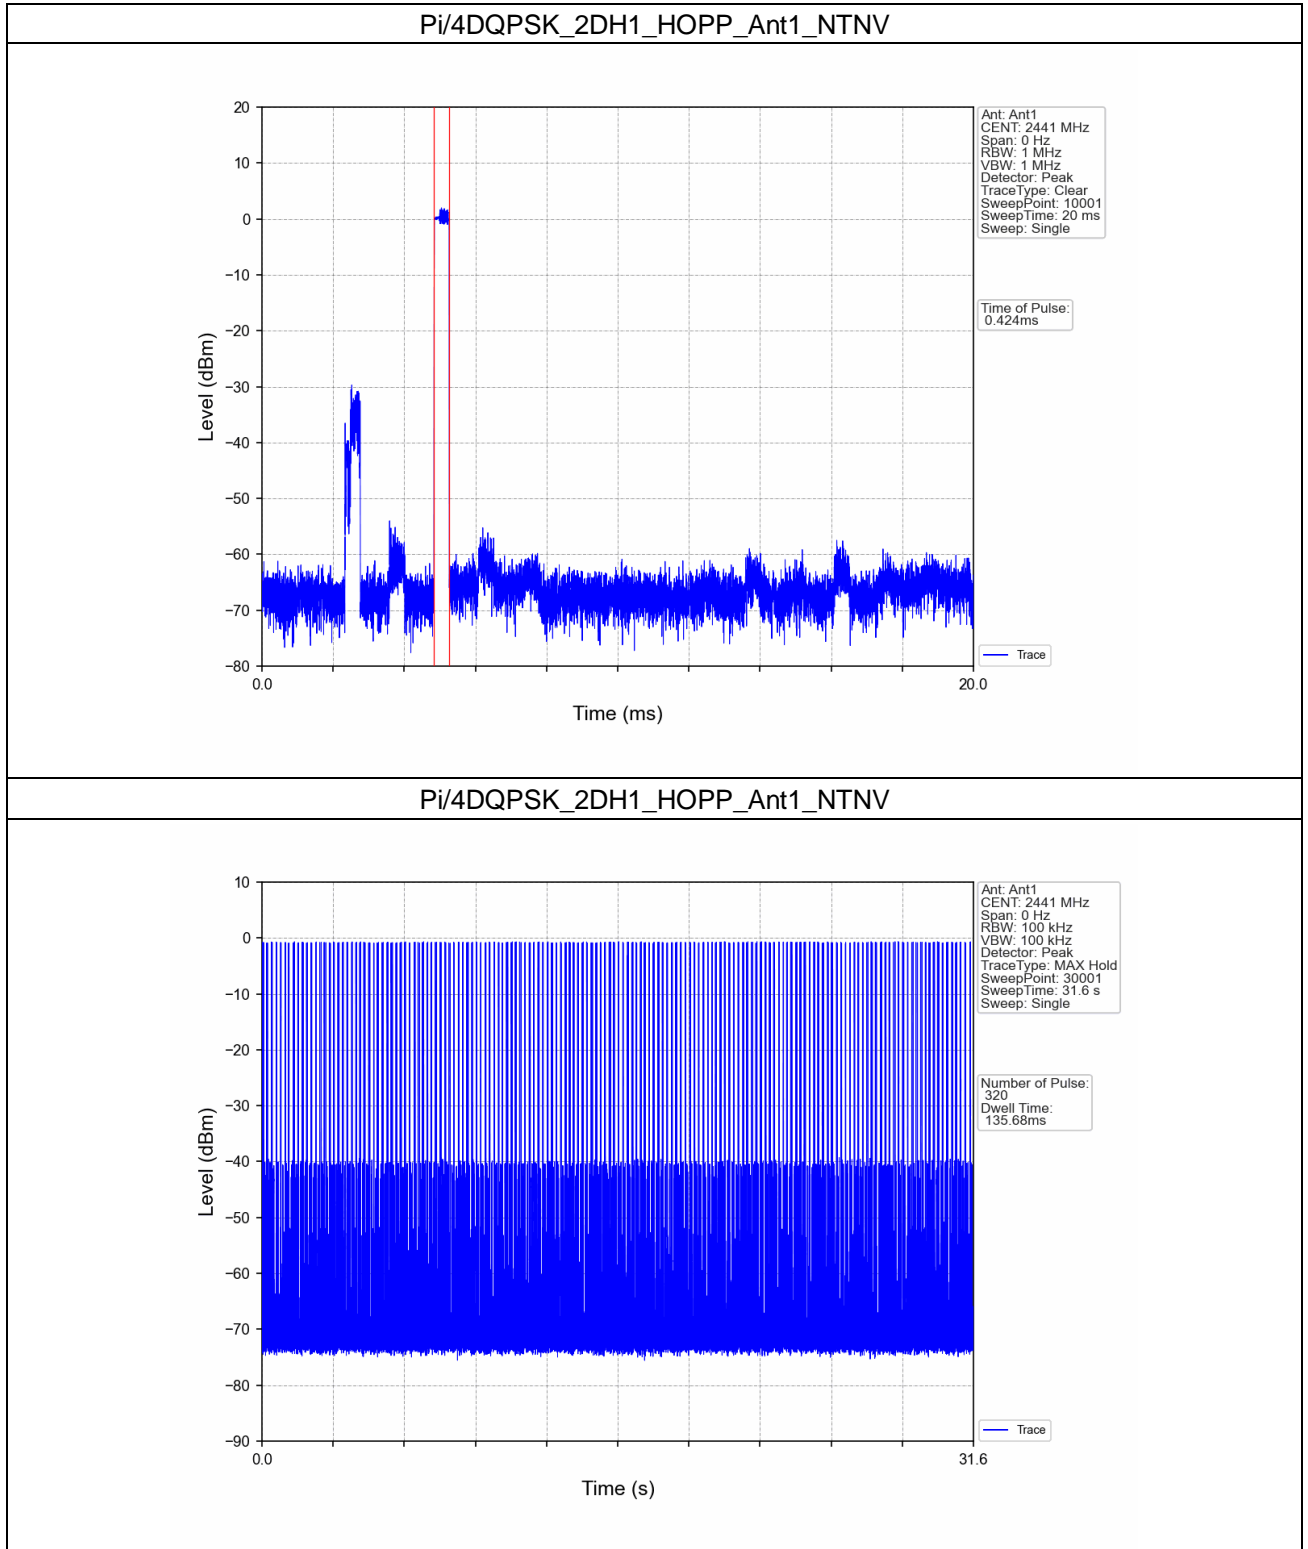 Pi/4DQPSK_2DH1_HOPP_Ant1_NTNV
20
10
0
−10
−20
−30
−40
−50
−60
−70
−80
Level (dBm)
0.0
20.0
Time (ms)
Ant: Ant1
CENT: 2441 MHz
Span: 0 Hz
RBW: 1 MHz
VBW: 1 MHz
Detector: Peak
TraceType: Clear
SweepPoint: 10001
SweepTime: 20 ms
Sweep: Single
Time of Pulse:
0.424ms
Trace
Pi/4DQPSK_2DH1_HOPP_Ant1_NTNV
10
0
−10
−20
−30
−40
−50
−60
−70
−80
−90
Level (dBm)
0.0
31.6
Time (s)
Ant: Ant1
CENT: 2441 MHz
Span: 0 Hz
RBW: 100 kHz
VBW: 100 kHz
Detector: Peak
TraceType: MAX Hold
SweepPoint: 30001
SweepTime: 31.6 s
Sweep: Single
Number of Pulse:
320
Dwell Time:
135.68ms
Trace